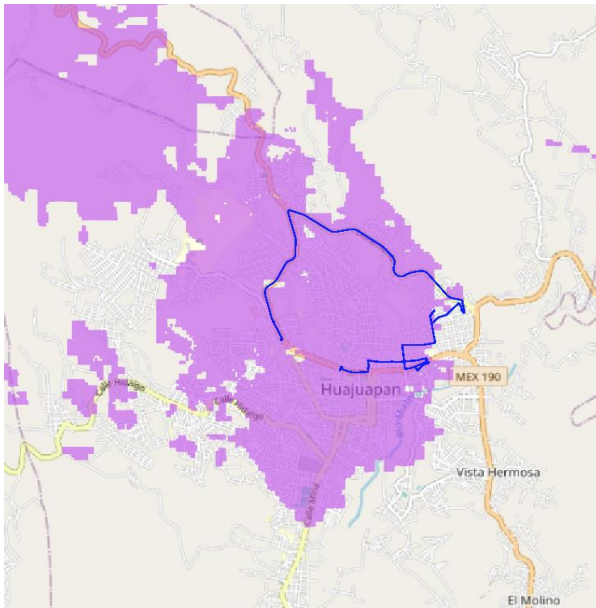 Calle Hidalgo
Calle Hidalgo
Huajuapan
MEX 190
Vista Hermosa
Calle Mina
El Molino